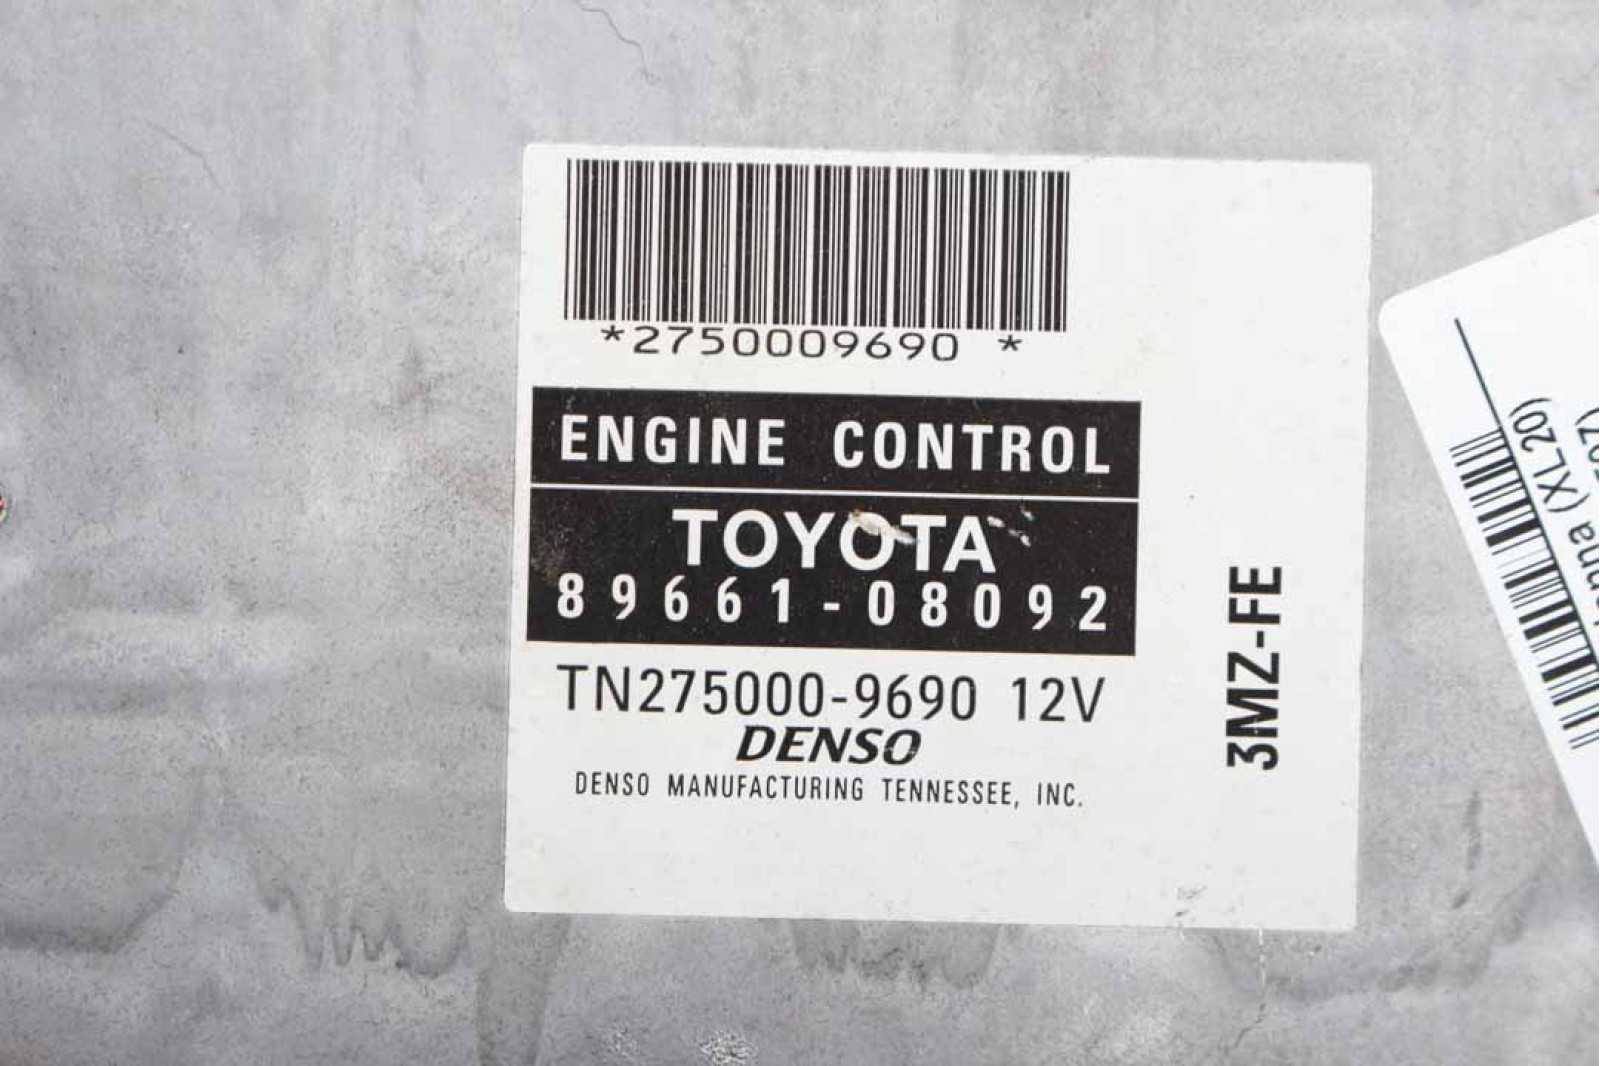 *2750009690 *
ENGINE CONTROL
TOYOTA
89661-08092
TN275000-9690 12V
DENSO
DENSO MANUFACTURING TENNESSEE, INC.
3MZ-FE
(XL20)